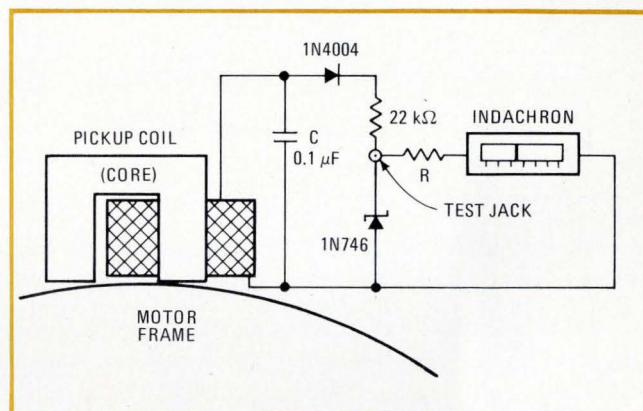 1N4004
22 kΩ
INDACHRON
PICKUP COIL
(CORE)
C
0.1 μF
R
TEST JACK
1N746
MOTOR
FRAME